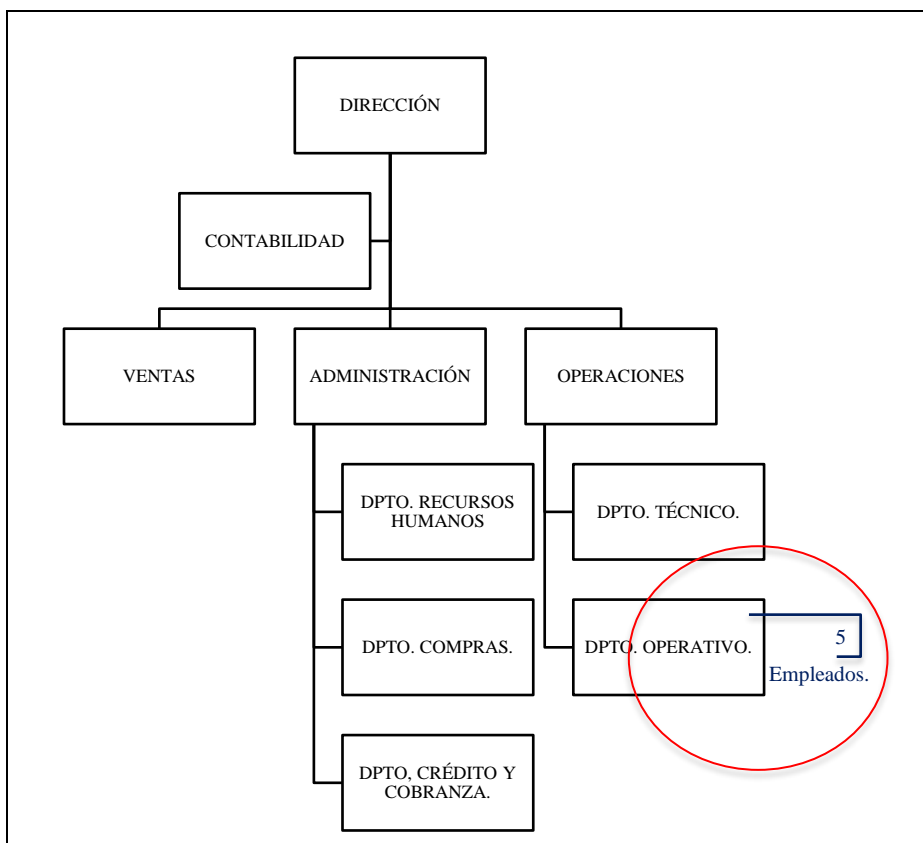 DIRECCIÓN
CONTABILIDAD
VENTAS
ADMINISTRACIÓN
OPERACIONES
DPTO. RECURSOS
HUMANOS
DPTO. TÉCNICO.
DPTO. COMPRAS.
DPTO. OPERATIVO.
5
Empleados.
DPTO, CRÉDITO Y
COBRANZA.